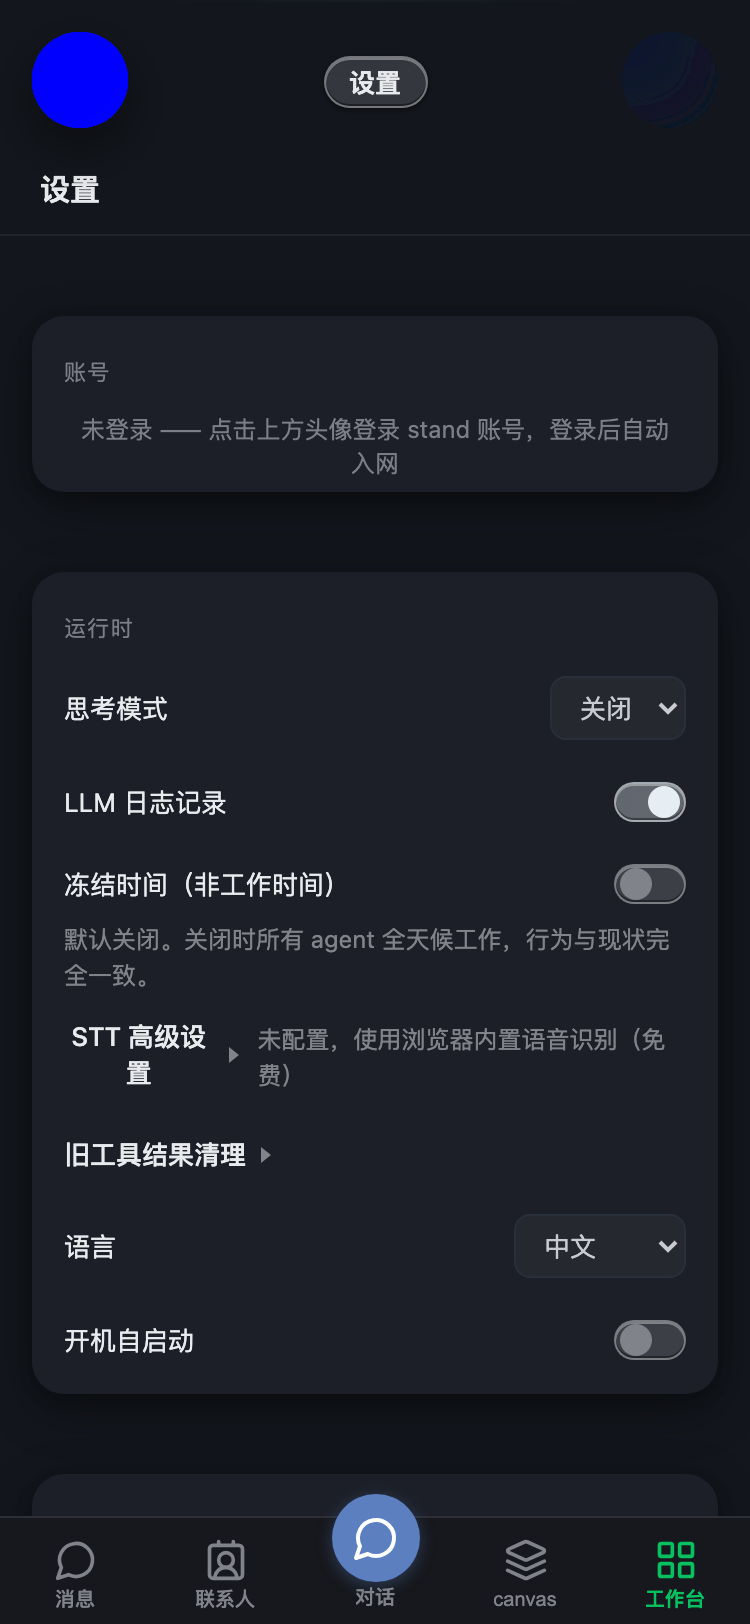 设置
设置
账号
未登录 —— 点击上方头像登录 stand 账号，登录后自动
入网
运行时
思考模式
关闭
LLM 日志记录
冻结时间（非工作时间）
默认关闭。关闭时所有 agent 全天候工作，行为与现状完
全一致。
STT 高级设
置
未配置，使用浏览器内置语音识别（免
费）
旧工具结果清理
语言
中文
开机自启动
消息
联系人
对话
canvas
工作台